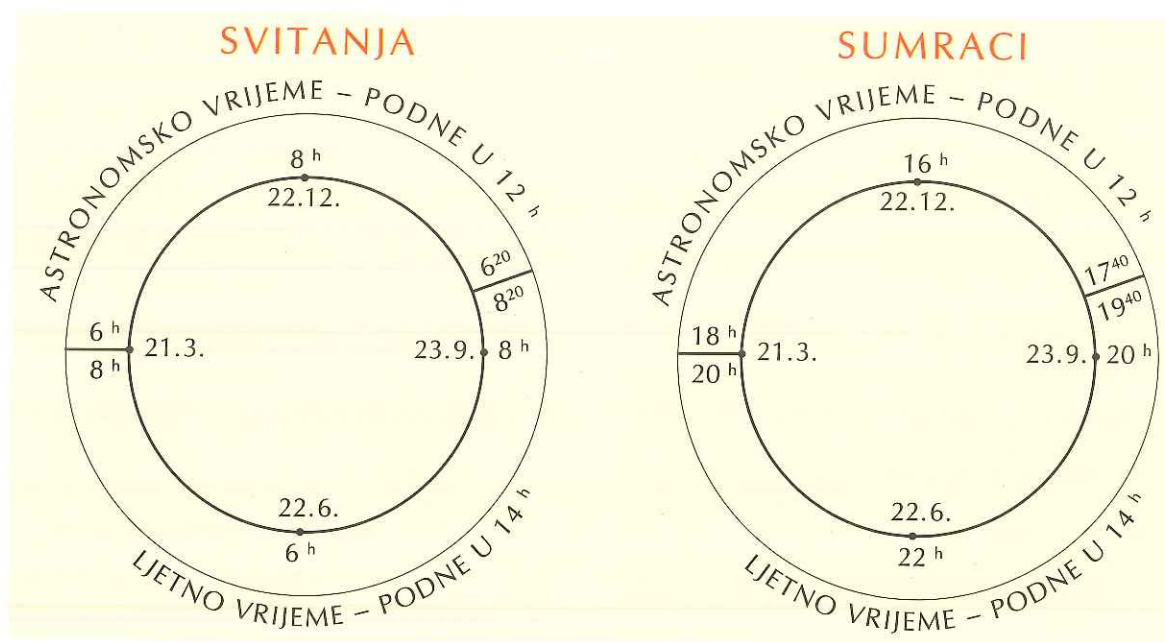 SVITANJA
ASTRONOMSKO VRIJEME – PODNE U 12 h
8 h
22.12.
6 20
8 20
6 h
8 h
21.3.
23.9.
8 h
22.6.
6 h
LJETNO VRIJEME – PODNE U 14 h
SUMRACI
ASTRONOMSKO VRIJEME – PODNE U 12 h
16 h
22.12.
17 40
19 40
18 h
20 h
21.3.
23.9.
20 h
22.6.
22 h
LJETNO VRIJEME – PODNE U 14 h